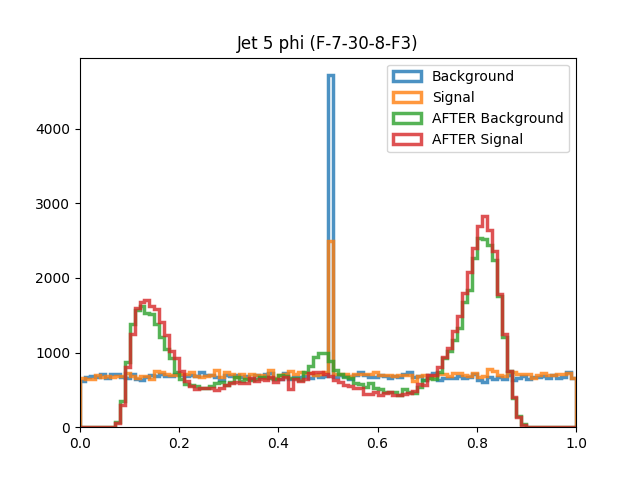 Jet 5 phi (F-7-30-8-F3)
Background
Signal
AFTER Background
AFTER Signal
4000
3000
2000
1000
0
0.0 0.2 0.4 0.6 0.8 1.0